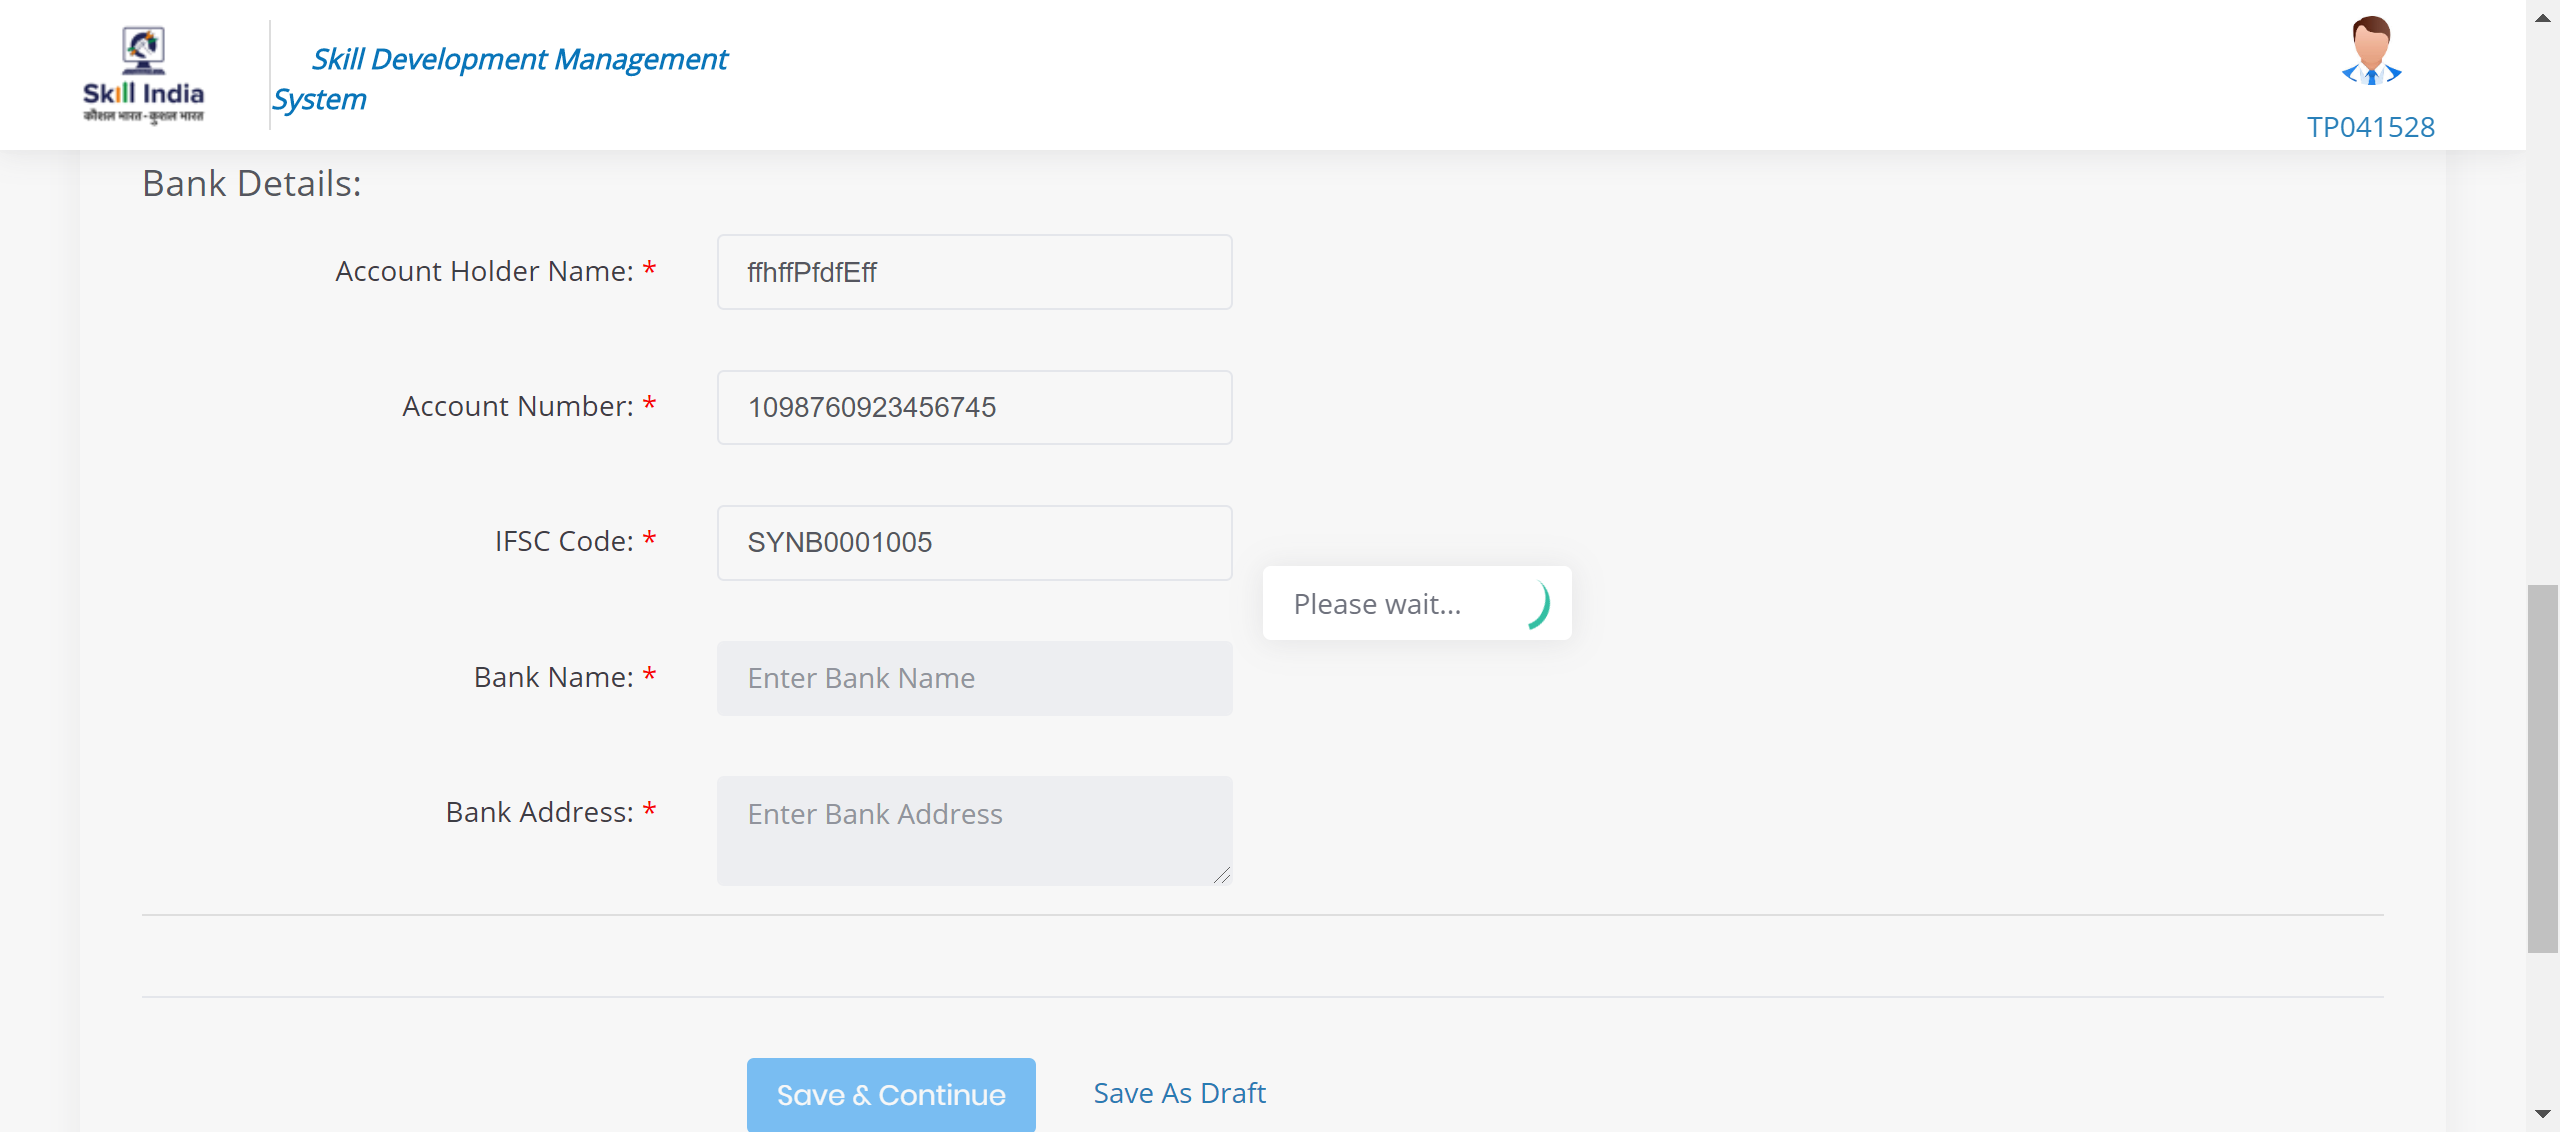 Skill India
कौशल भारत - कुशल भारत
Skill Development Management
System
TP041528
Bank Details:
Account Holder Name: *
ffhffPfdfEff
Account Number: *
1098760923456745
IFSC Code: *
SYNB0001005
Please wait...
Bank Name: *
Enter Bank Name
Bank Address: *
Enter Bank Address
Save & Continue
Save As Draft